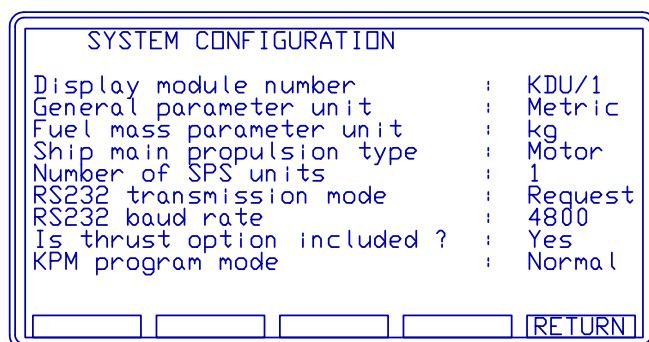 SYSTEM CONFIGURATION
Display module number : KDU/1
General parameter unit : Metric
Fuel mass parameter unit : kg
Ship main propulsion type : Motor
Number of SPS units : 1
RS232 transmission mode : Request
RS232 baud rate : 4800
Is thrust option included ? : Yes
KPM program mode : Normal
RETURN